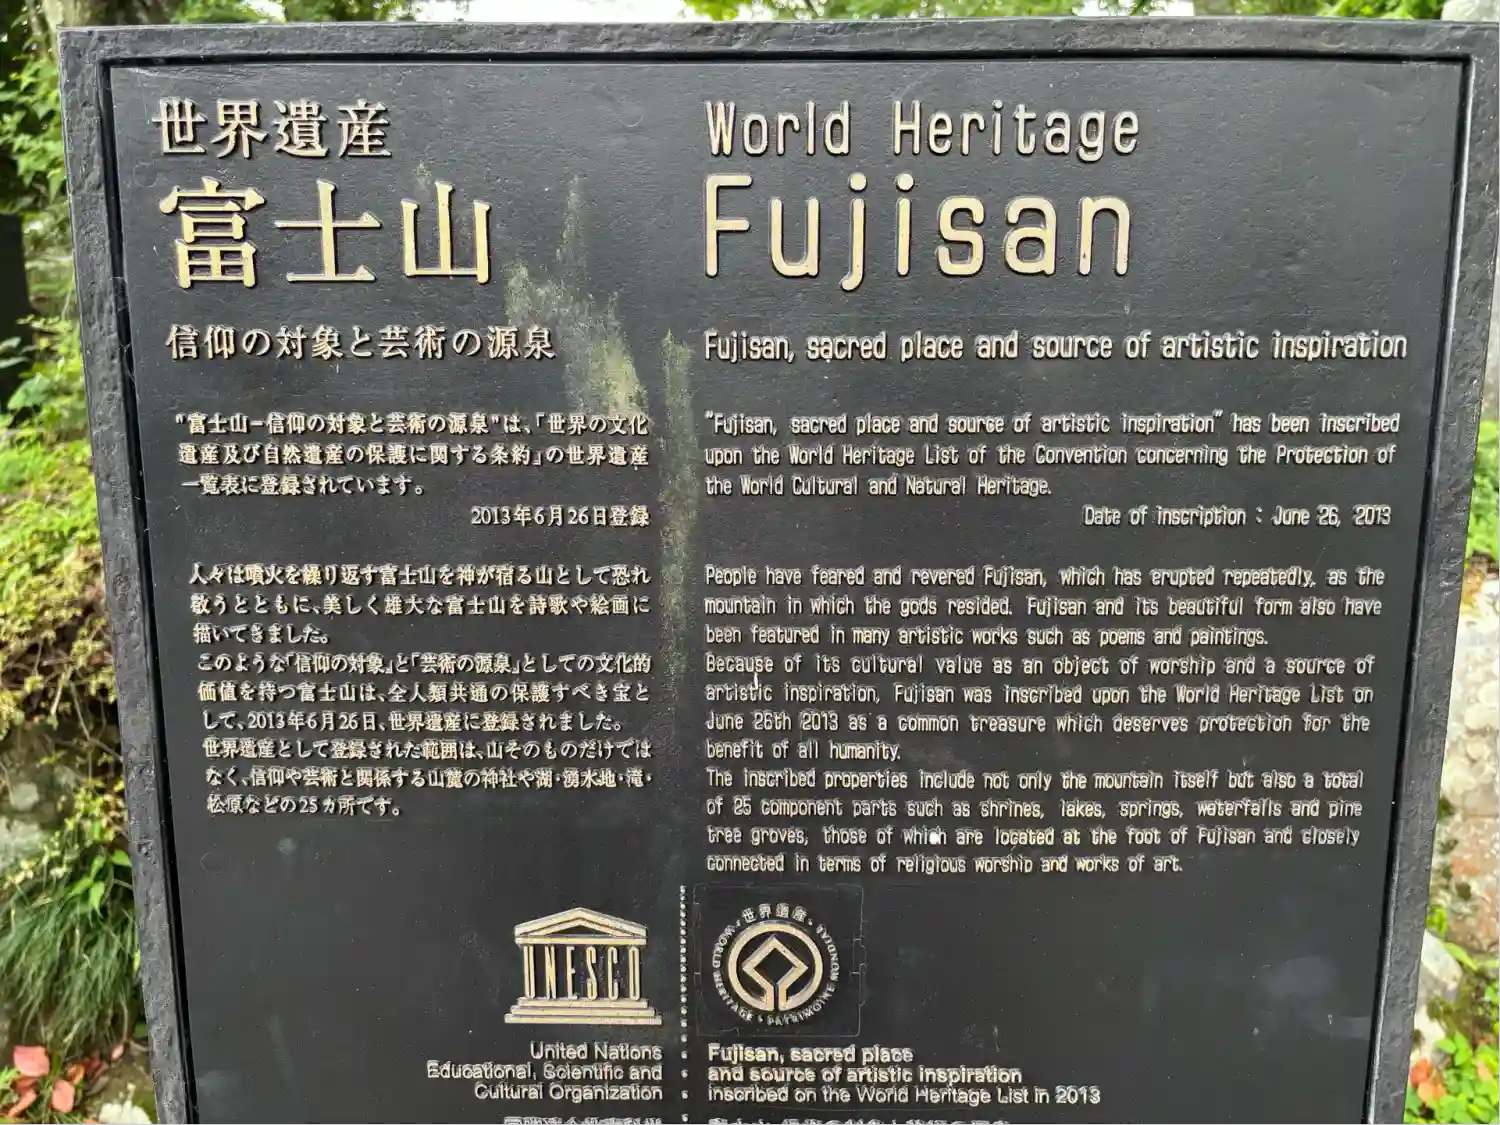 世界遺産
富士山
信仰の対象と芸術の源泉
"富士山−信仰の対象と芸術の源泉"は、「世界の文化
遺産及び自然遺産の保護に関する条約」の世界遺産
一覧表に登録されています。
2013年6月26日登録
人々は噴火を繰り返す富士山を神が宿る山として恐れ
敬うとともに、美しく雄大な富士山を詩歌や絵画に
描いてきました。
このような「信仰の対象」と「芸術の源泉」としての文化的
価値を持つ富士山は、全人類共通の保護すべき宝と
して、2013年6月26日、世界遺産に登録されました。
世界遺産として登録された範囲は、山そのものだけでは
なく、信仰や芸術と関係する山麓の神社や湖・湧水地・滝・
松原などの25ヵ所です。
World Heritage
Fujisan
Fujisan, sacred place and source of artistic inspiration
"Fujisan, sacred place and source of artistic inspiration" has been inscribed
upon the World Heritage List of the Convention concerning the Protection of
the World Cultural and Natural Heritage.
Date of inscription : June 26, 2013
People have feared and revered Fujisan, which has erupted repeatedly, as the
mountain in which the gods resided. Fujisan and its beautiful form also have
been featured in many artistic works such as poems and paintings.
Because of its cultural value as an object of worship and a source of
artistic inspiration, Fujisan was inscribed upon the World Heritage List on
June 26th 2013 as a common treasure which deserves protection for the
benefit of all humanity.
The inscribed properties include not only the mountain itself but also a total
of 25 component parts such as shrines, lakes, springs, waterfalls and pine
tree groves, those of which are located at the foot of Fujisan and closely
connected in terms of religious worship and works of art.
UNESCO
United Nations
Educational, Scientific and
Cultural Organization
世界遺産
WORLD HERITAGE • PATRIMOINE MONDIAL
Fujisan, sacred place
and source of artistic inspiration
inscribed on the World Heritage List in 2013